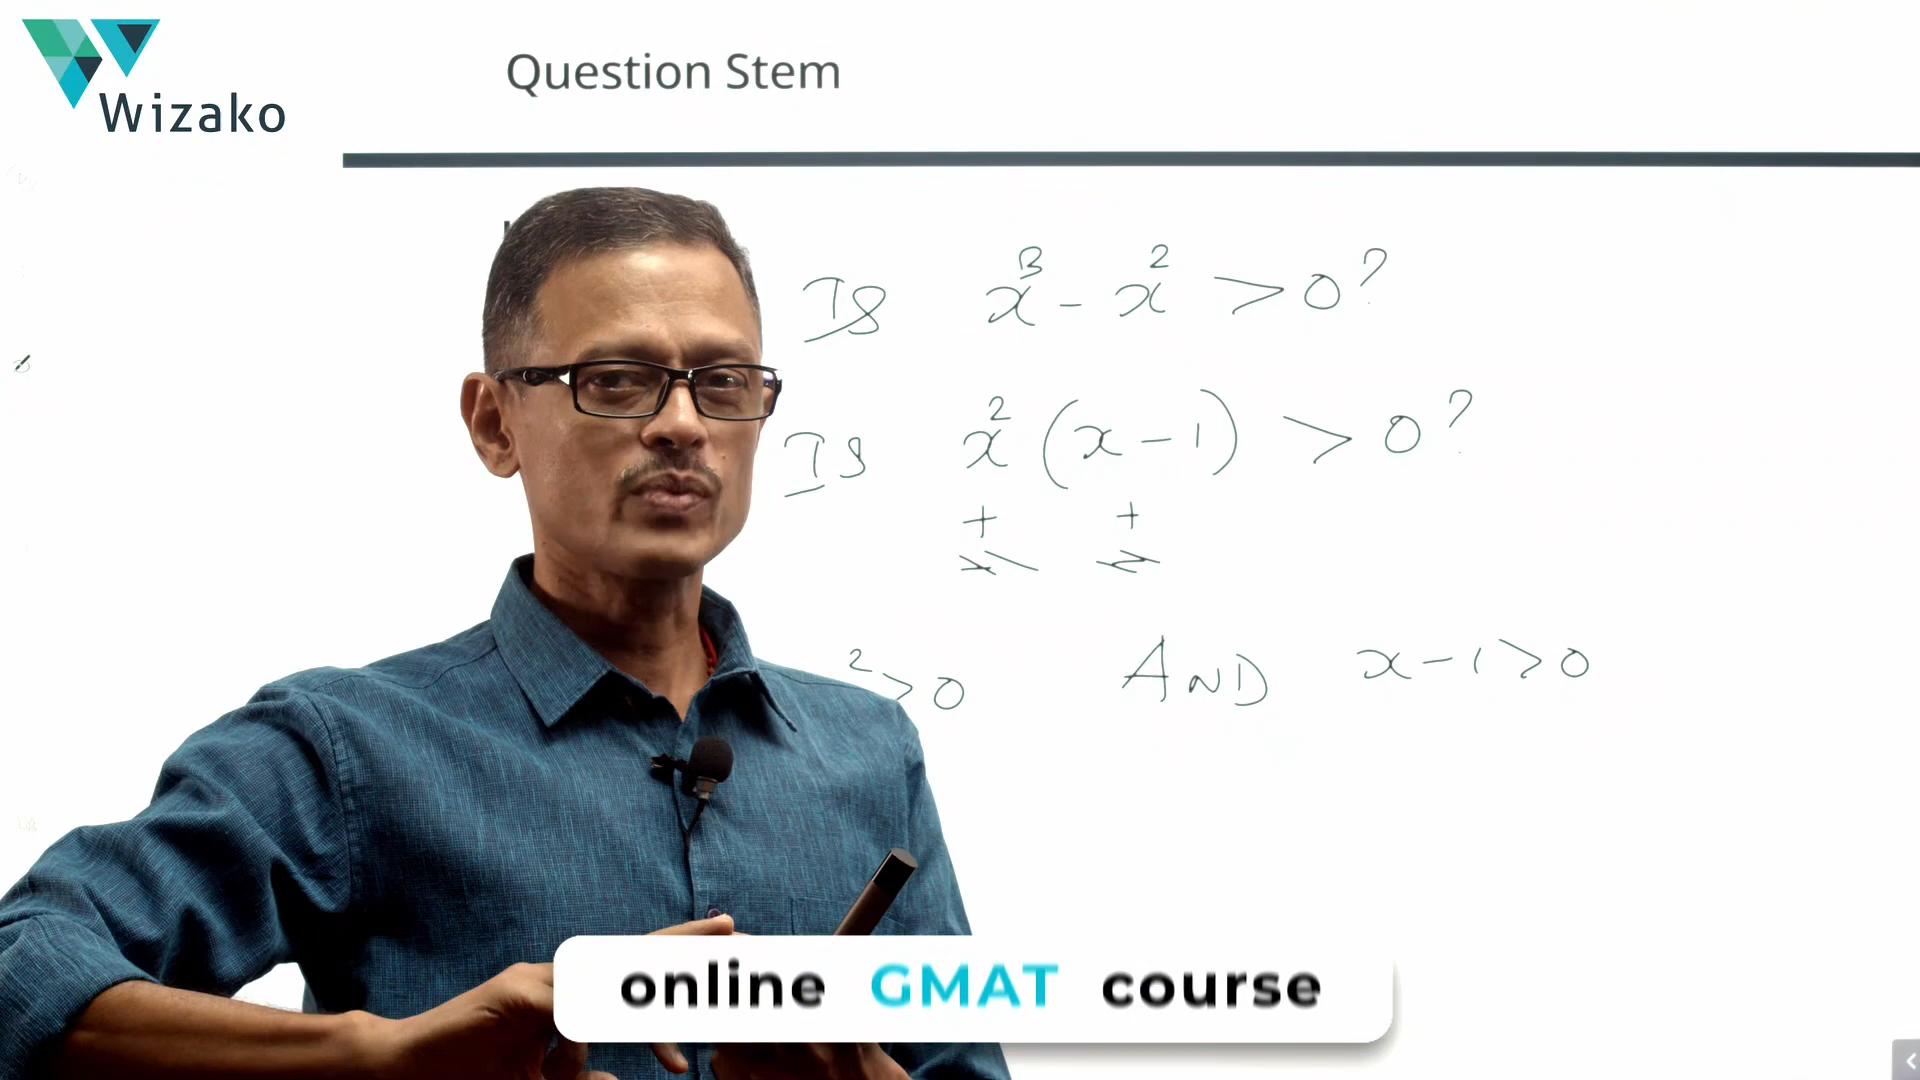 Wizako
Question Stem
Is x³ - x² > 0?
Is x² (x - 1) > 0?
+ +
² > 0 AND x - 1 > 0
online GMAT course